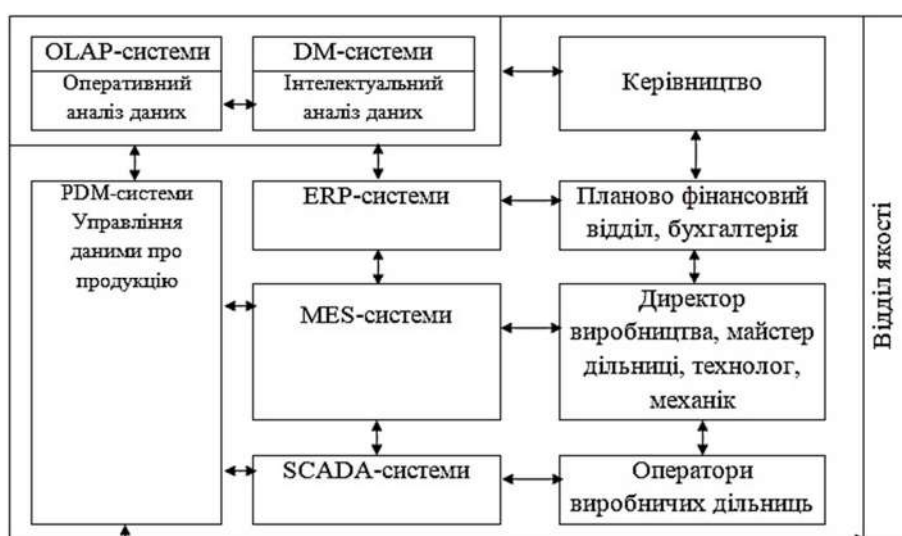 OLAP-системи
Оперативний
аналіз даних
DM-системи
Інтелектуальний
аналіз даних
Керівництво
PDM-системи
Управління
даними про
продукцію
ERP-системи
Планово фінансовий
відділ, бухгалтерія
MES-системи
Директор
виробництва, майстер
дільниці, технолог,
механік
SCADA-системи
Оператори
виробничих дільниць
Відділ якості